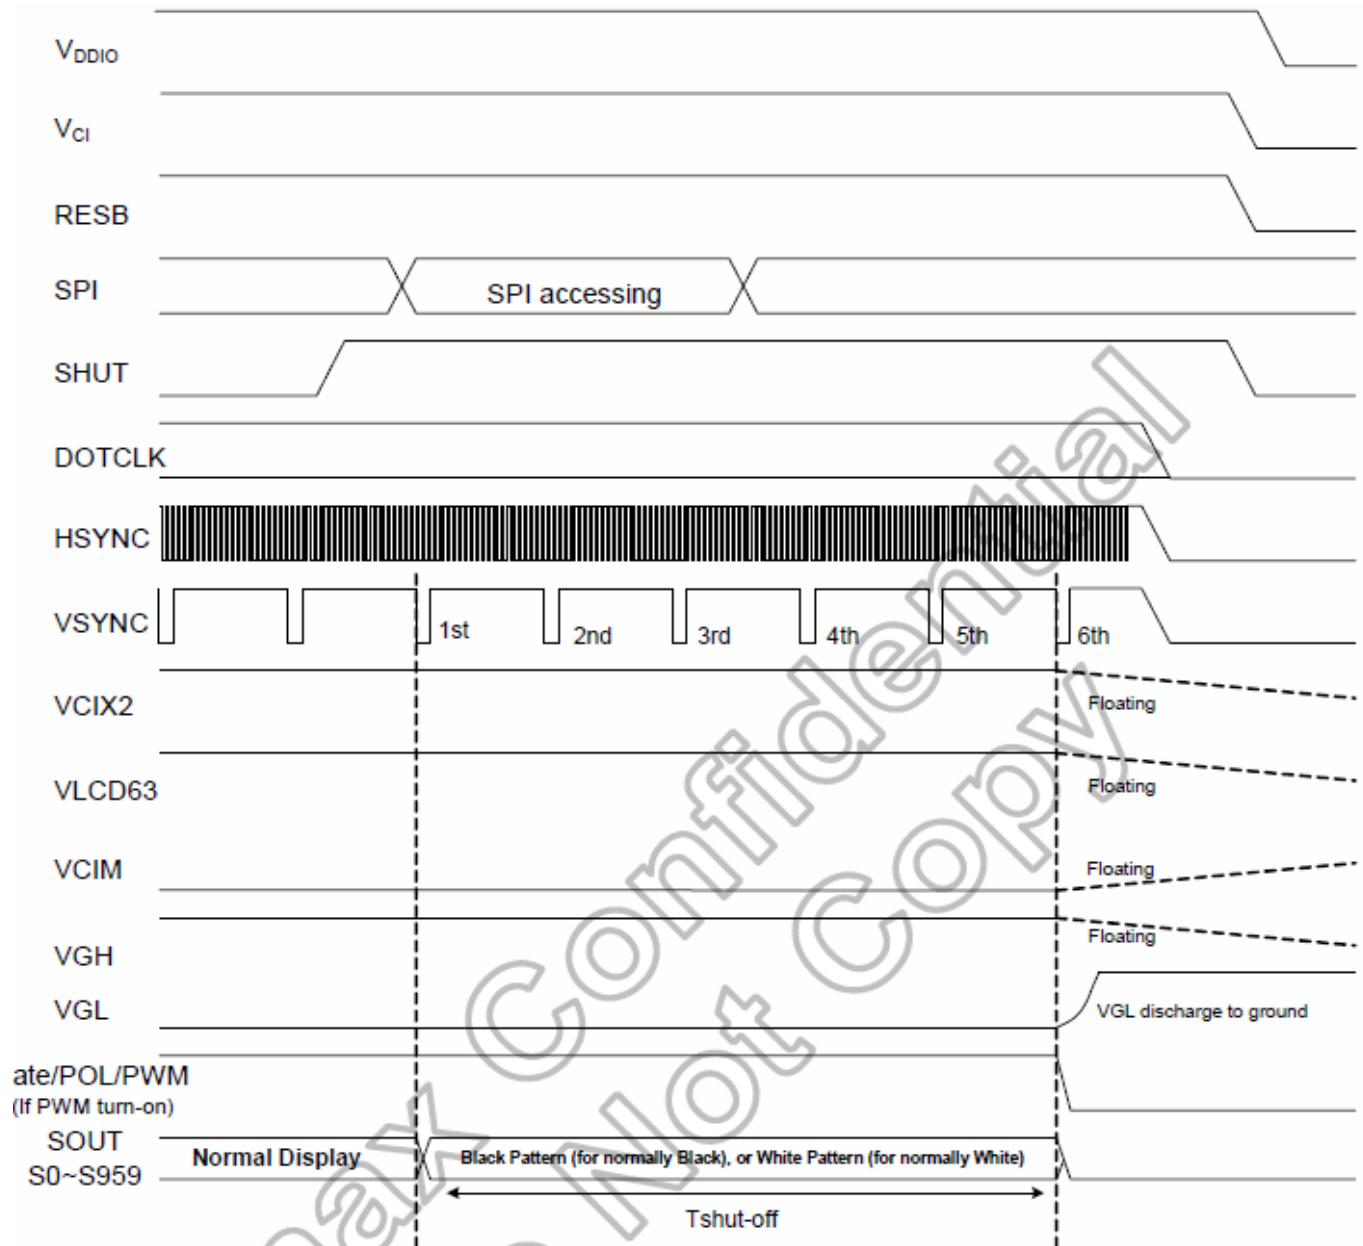 VDDIO
VCI
RESB
SPI
SPI accessing
SHUT
DOTCLK
HSYNC
VSYNC
1st
2nd
3rd
4th
5th
6th
VCIX2
Floating
VLCD63
Floating
VCIM
Floating
VGH
Floating
VGL
VGL discharge to ground
ate/POL/PWM
(If PWM turn-on)
SOUT
S0~S959
Normal Display
Black Pattern (for normally Black), or White Pattern (for normally White)
Tshut-off
ax Confidential
Not Copy